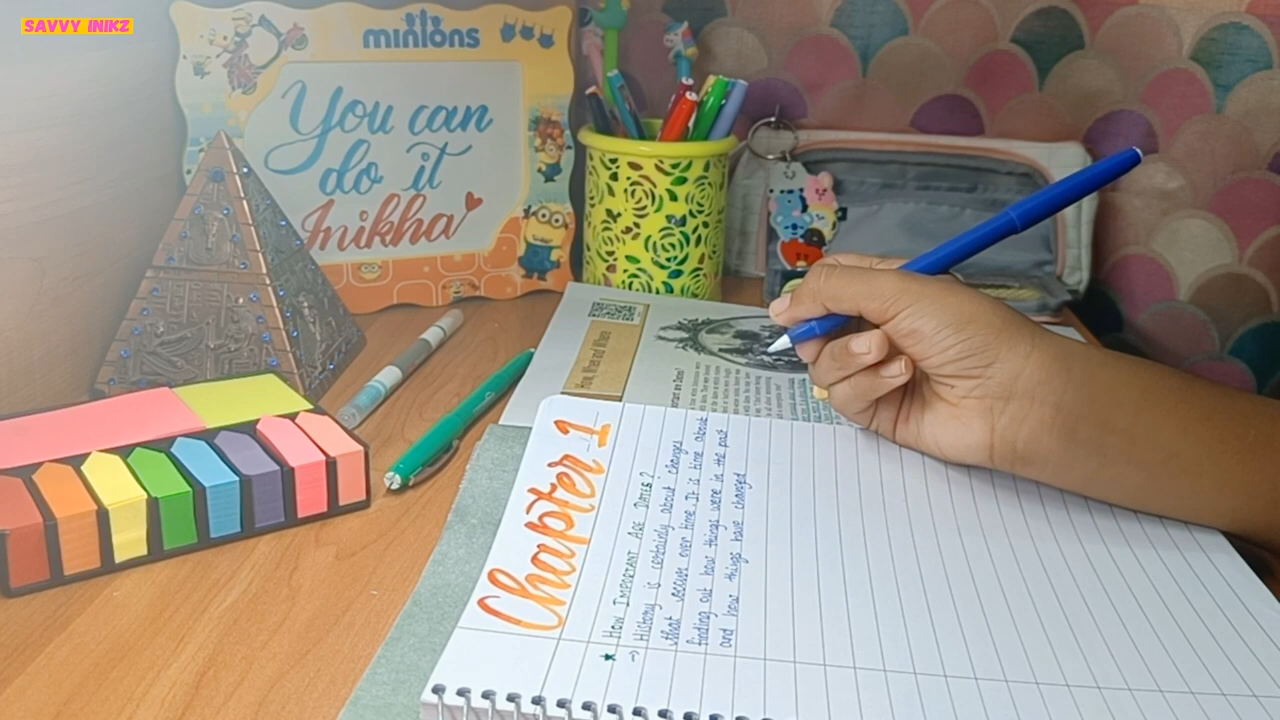 SAVVY INIKZ
minions
You can
do it
Inikha
How, When and Where
Chapter 1
★ HOW IMPORTANT ARE DATES?
→ History is certainly about changes
that occur over time. It is time about
finding out how things were in the past
and how things have changed